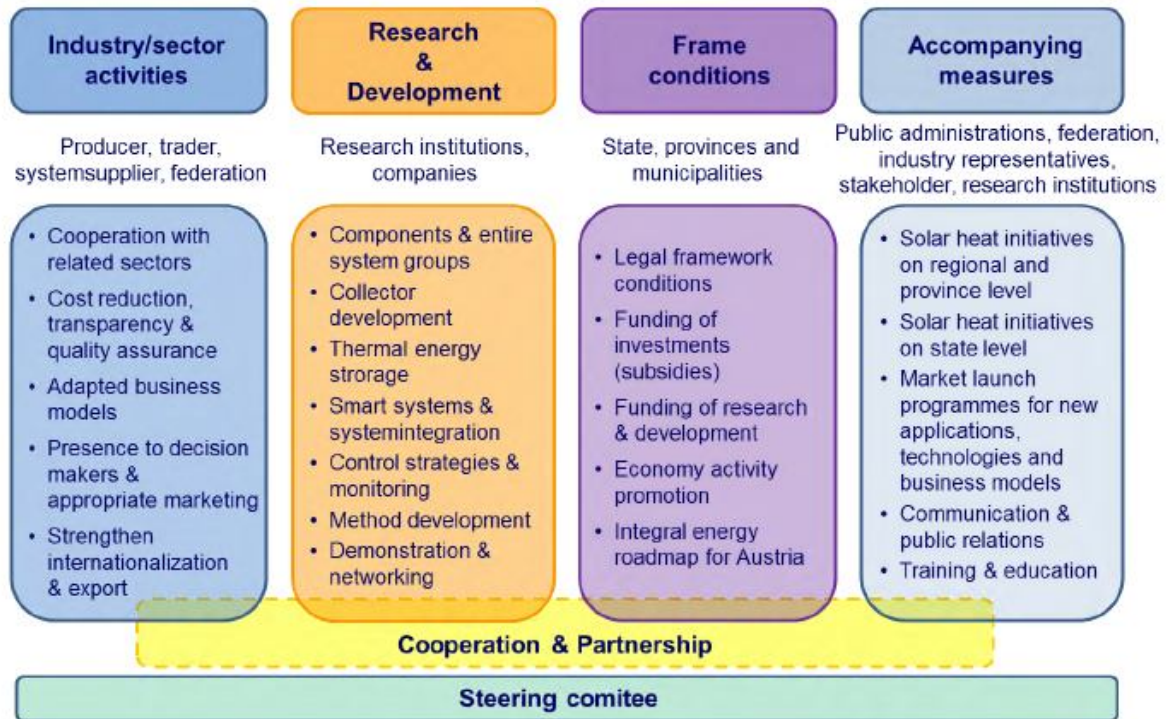 Industry/sector
activities
Producer, trader,
systemsupplier, federation
• Cooperation with
related sectors
• Cost reduction,
transparency &
quality assurance
• Adapted business
models
• Presence to decision
makers &
appropriate marketing
• Strengthen
internationalization
& export
Research
&
Development
Research institutions,
companies
• Components & entire
system groups
• Collector
development
• Thermal energy
strorage
• Smart systems &
systemintegration
• Control strategies &
monitoring
• Method development
• Demonstration &
networking
Frame
conditions
State, provinces and
municipalities
• Legal framework
conditions
• Funding of
investments
(subsidies)
• Funding of research
& development
• Economy activity
promotion
• Integral energy
roadmap for Austria
Accompanying
measures
Public administrations, federation,
industry representatives,
stakeholder, research institutions
• Solar heat initiatives
on regional and
province level
• Solar heat initiatives
on state level
• Market launch
programmes for new
applications,
technologies and
business models
• Communication &
public relations
• Training & education
Cooperation & Partnership
Steering comitee